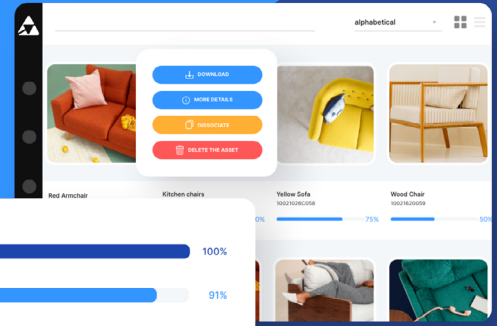 alphabetical
DOWNLOAD
MORE DETAILS
DISSOCIATE
DELETE THE ASSET
Red Armchair
Kitchen chairs
Yellow Sofa
Wood Chair
10021026C058
10021620059
0%
75%
50%
100%
91%